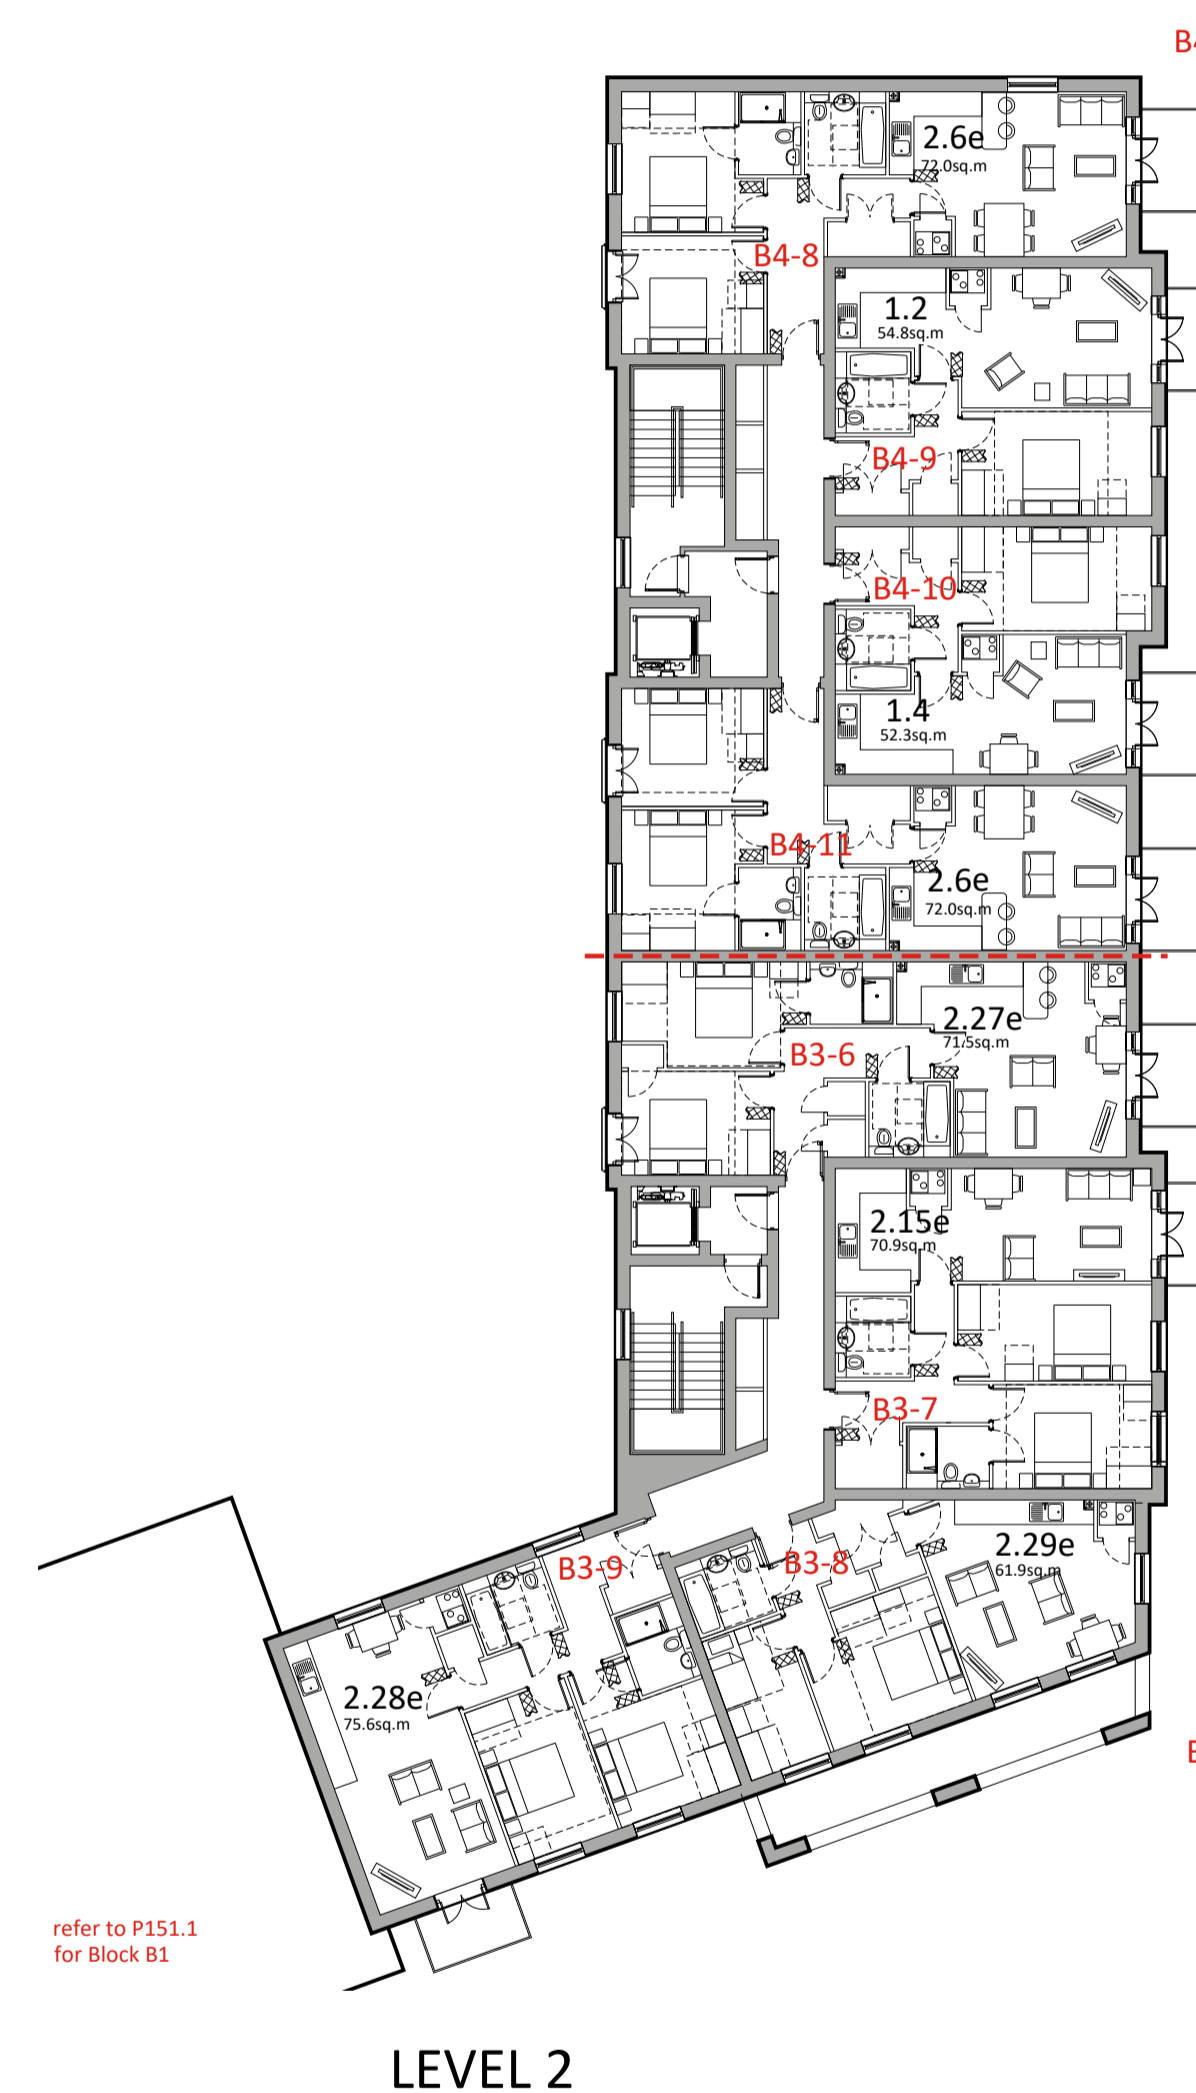 B4
2.6e
72.0sq.m
B4-8
1.2
54.8sq.m
B4-9
B4-10
1.4
52.3sq.m
B4-11
2.6e
72.0sq.m
2.27e
71.5sq.m
B3-6
2.15e
70.9sq.m
B3-7
2.29e
61.9sq.m
B3-8
B3-9
2.28e
75.6sq.m
B
refer to P151.1
for Block B1
LEVEL 2